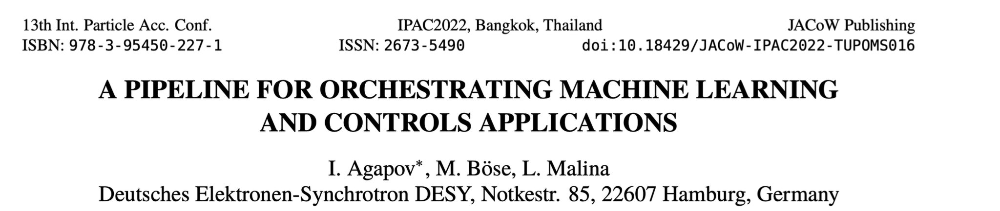 13th Int. Particle Acc. Conf. IPAC2022, Bangkok, Thailand JACoW Publishing
ISBN: 978-3-95450-227-1 ISSN: 2673-5490 doi:10.18429/JACoW-IPAC2022-TUPOMS016
A PIPELINE FOR ORCHESTRATING MACHINE LEARNING
AND CONTROLS APPLICATIONS
I. Agapov*, M. Böse, L. Malina
Deutsches Elektronen-Synchrotron DESY, Notkestr. 85, 22607 Hamburg, Germany